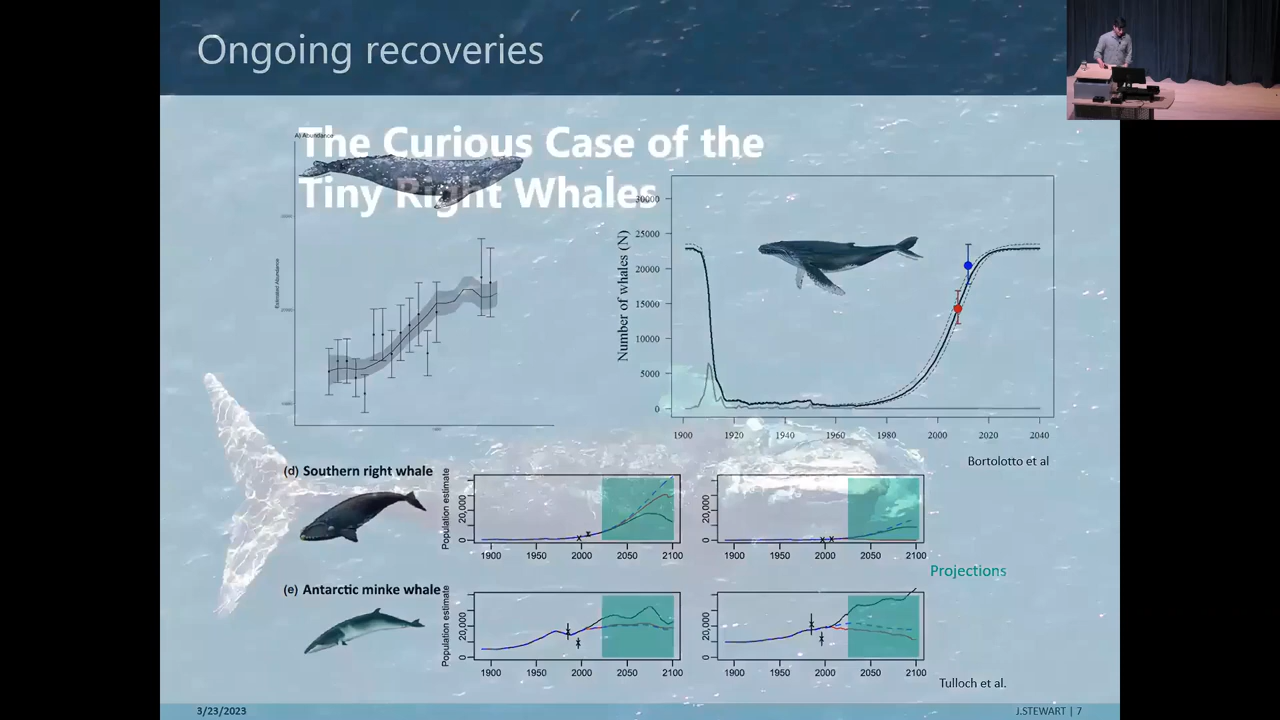 Ongoing recoveries
The Curious Case of the
Tiny Right Whales
A) Abundance
Estimated Abundance
Number of whales (N)
30000
25000
20000
15000
10000
5000
0
1900 1920 1940 1960 1980 2000 2020 2040
Bortolotto et al
(d) Southern right whale
Population estimate
20,000
0
1900 1950 2000 2050 2100
20,000
0
1900 1950 2000 2050 2100
Projections
(e) Antarctic minke whale
Population estimate
20,000
0
1900 1950 2000 2050 2100
20,000
0
1900 1950 2000 2050 2100
Tulloch et al.
3/23/2023
J.STEWART | 7